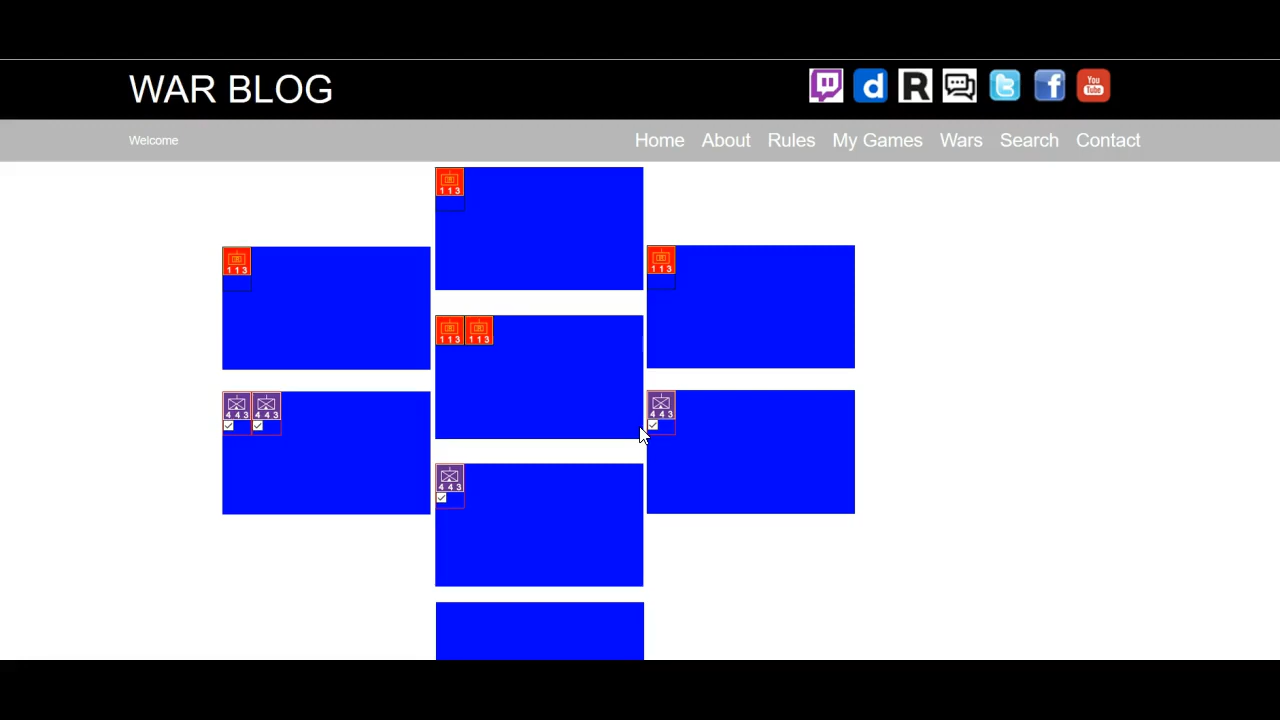 WAR BLOG
d R You Tube
Welcome
Home About Rules My Games Wars Search Contact
R
1 1 3
R
1 1 3
R
1 1 3
R R
1 1 3 1 1 3
4 4 3 4 4 3
4 4 3
4 4 3